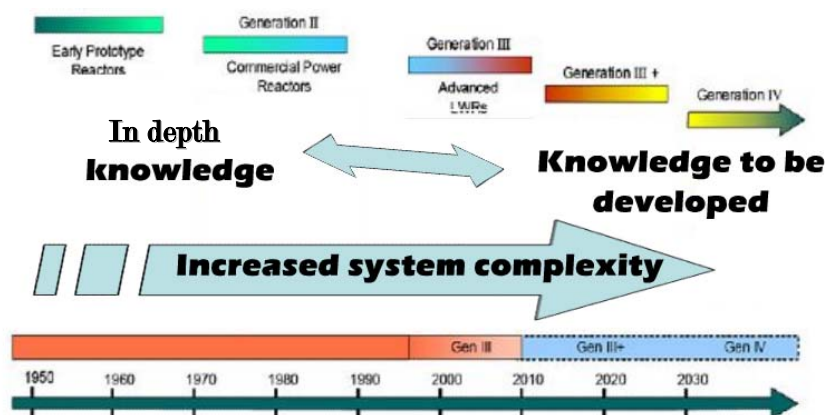 Generation II
Generation III
Early Prototype
Reactors
Commercial Power
Reactors
Advanced
LWRs
Generation III +
Generation IV
In depth
knowledge
Knowledge to be
developed
Increased system complexity
Gen III
Gen III+
Gen IV
1950 1960 1970 1980 1990 2000 2010 2020 2030